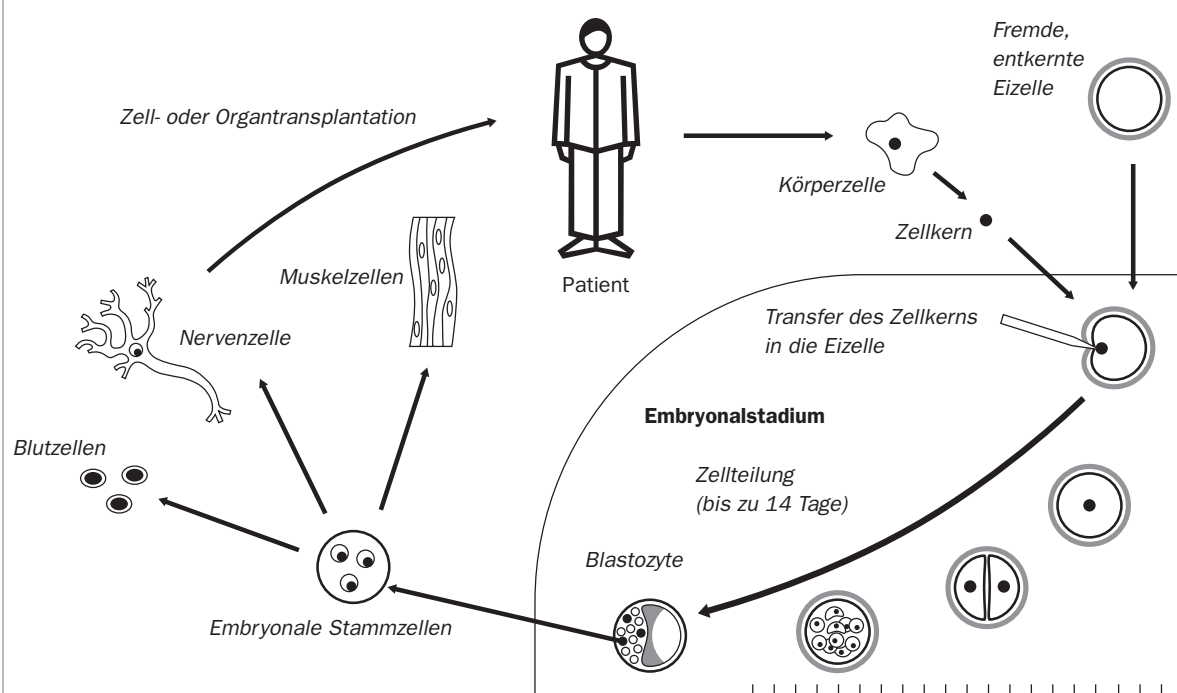 Fremde,
entkernte
Eizelle
Zell- oder Organtransplantation
Körperzelle
Zellkern
Muskelzellen
Patient
Transfer des Zellkerns
in die Eizelle
Nervenzelle
Embryonalstadium
Blutzellen
Zellteilung
(bis zu 14 Tage)
Blastozyte
Embryonale Stammzellen